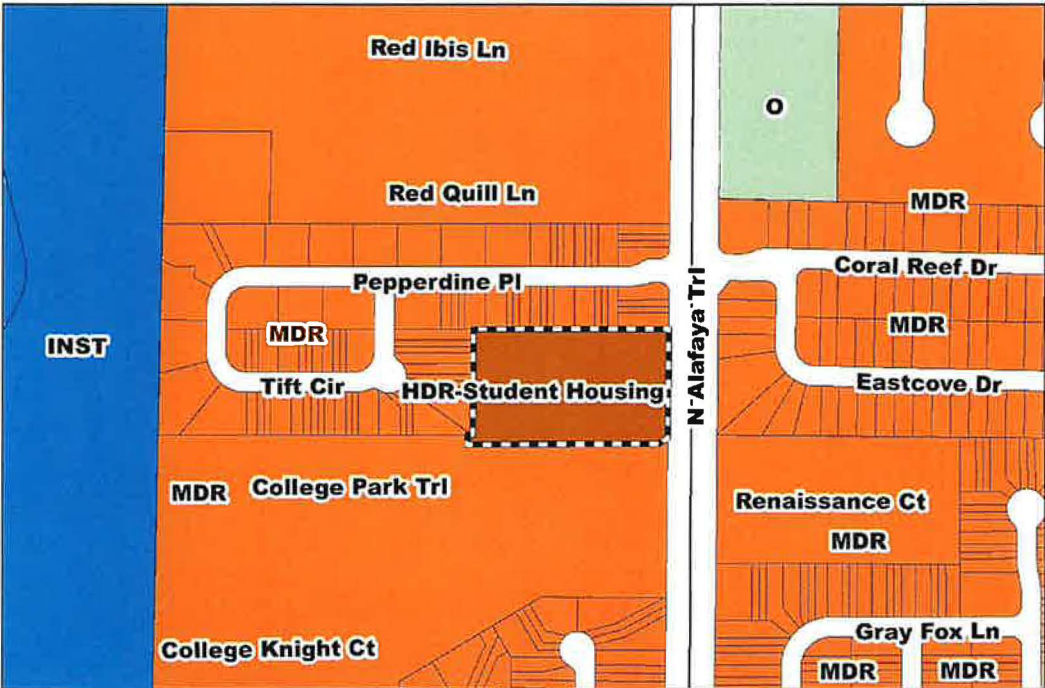 Red Ibis Ln
O
Red Quill Ln
MDR
Pepperdine Pl
Coral Reef Dr
N Alafaya Trl
MDR
MDR
INST
Tift Cir
HDR-Student Housing
Eastcove Dr
MDR
College Park Trl
Renaissance Ct
MDR
College Knight Ct
Gray Fox Ln
MDR
MDR